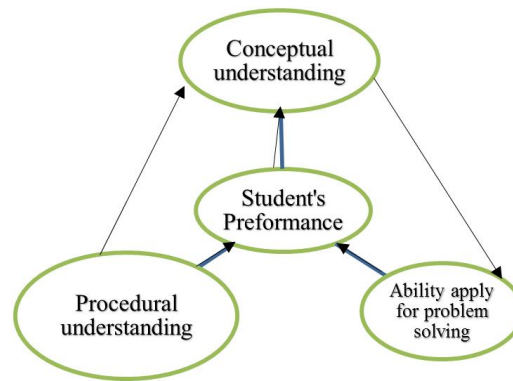 Conceptual
understanding
Student's
Preformance
Procedural
understanding
Ability apply
for problem
solving